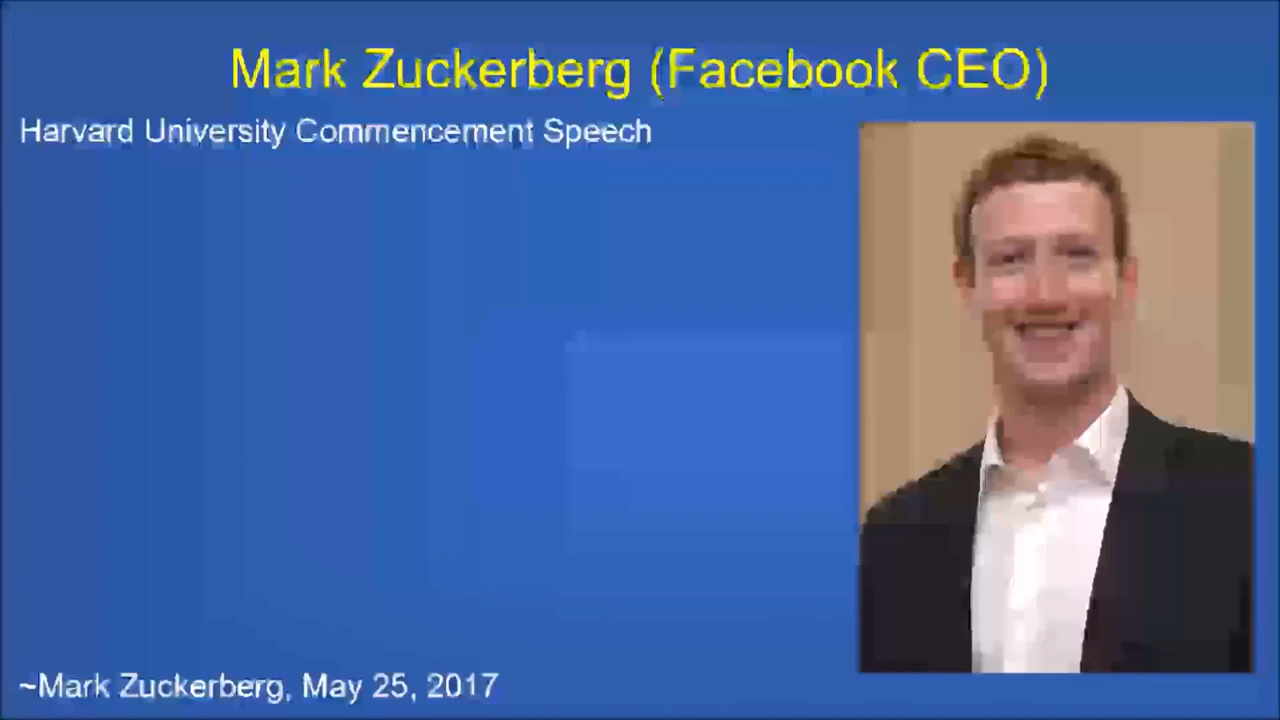 Mark Zuckerberg (Facebook CEO)
Harvard University Commencement Speech
~Mark Zuckerberg, May 25, 2017